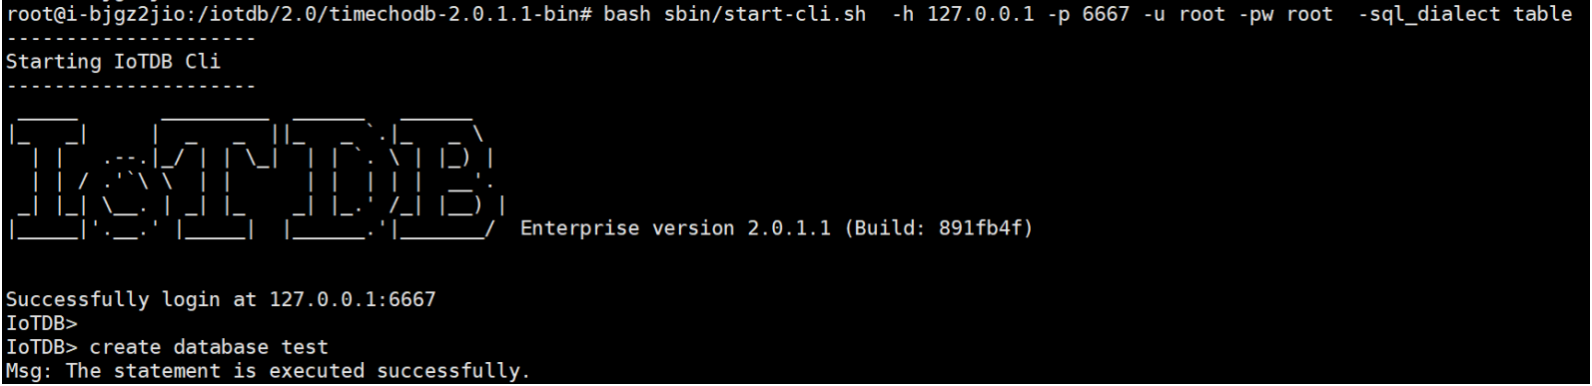 root@i-bjgz2jio:/iotdb/2.0/timechodb-2.0.1.1-bin# bash sbin/start-cli.sh  -h 127.0.0.1 -p 6667 -u root -pw root  -sql_dialect table
---------------------
Starting IoTDB Cli
---------------------
IoTDB
Enterprise version 2.0.1.1 (Build: 891fb4f)
Successfully login at 127.0.0.1:6667
IoTDB>
IoTDB> create database test
Msg: The statement is executed successfully.